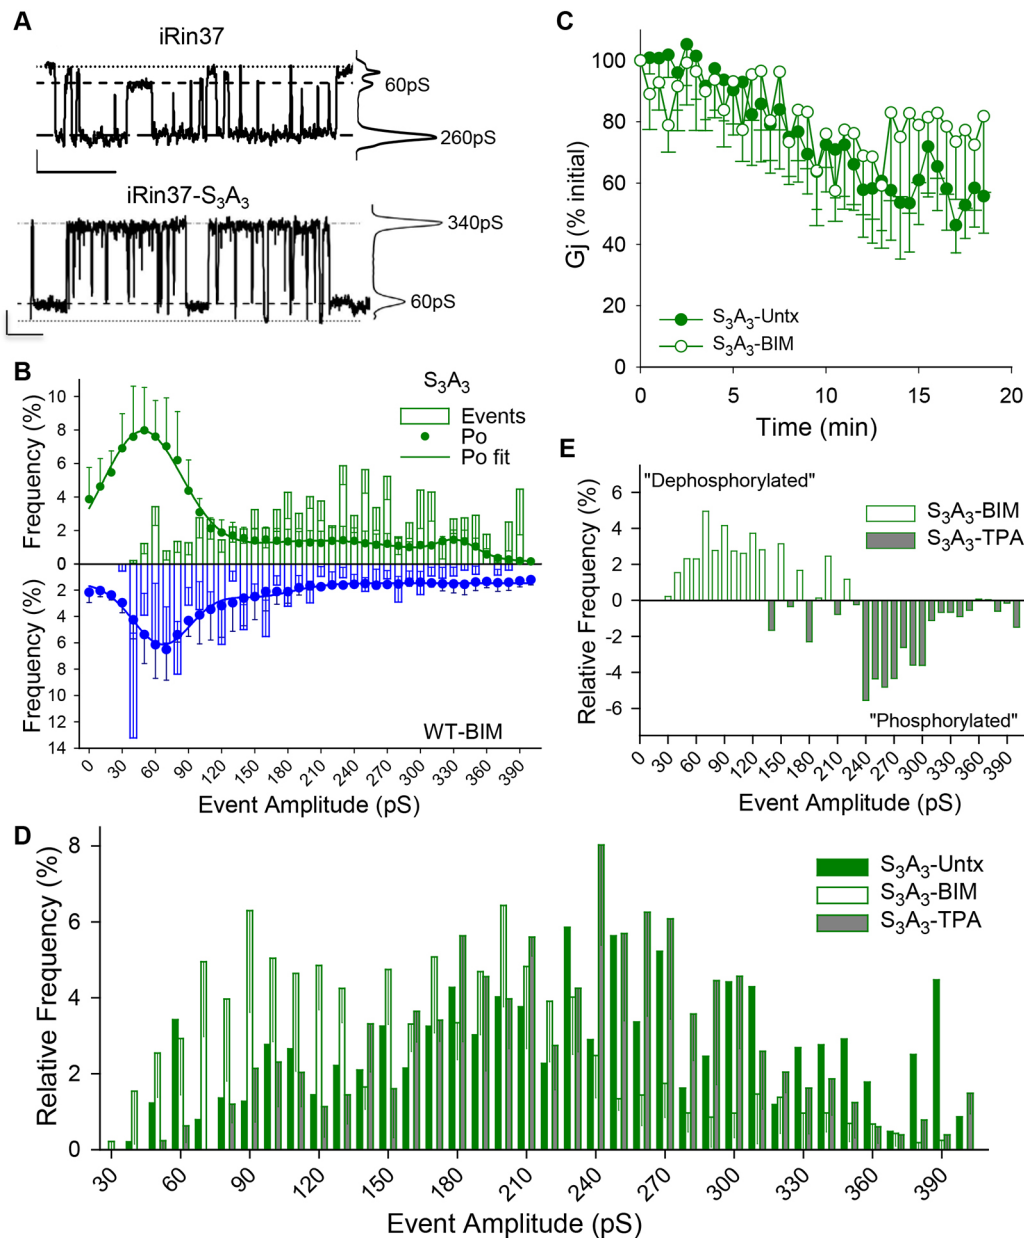 A
iRin37
60pS
260pS
iRin37-S3A3
340pS
60pS
C
Gj (% initial)
100
80
60
40
20
0
S3A3-Untx
S3A3-BIM
0 5 10 15 20
Time (min)
B
S3A3
Events
Po
Po fit
Frequency (%)
10
8
6
4
2
0
Frequency (%)
2
4
6
8
10
12
14
WT-BIM
0 30 60 90 120 150 180 210 240 270 300 330 360 390
Event Amplitude (pS)
E
"Dephosphorylated"
S3A3-BIM
S3A3-TPA
Relative Frequency (%)
6
4
2
0
-2
-4
-6
"Phosphorylated"
0 30 60 90 120 150 180 210 240 270 300 330 360 390
Event Amplitude (pS)
D
S3A3-Untx
S3A3-BIM
S3A3-TPA
Relative Frequency (%)
8
6
4
2
0
30 60 90 120 150 180 210 240 270 300 330 360 390
Event Amplitude (pS)